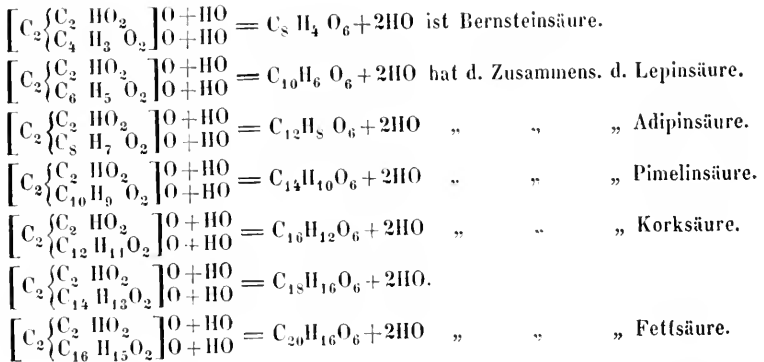 [C₂{C₂ HO₂ / C₄ H₃ O₂]O+HO / O+HO = C₈ H₄ O₆+2HO ist Bernsteinsäure.
[C₂{C₂ HO₂ / C₆ H₅ O₂]O+HO / O+HO = C₁₀H₆ O₆+2HO hat d. Zusammens. d. Lepinsäure.
[C₂{C₂ HO₂ / C₈ H₇ O₂]O+HO / O+HO = C₁₂H₈ O₆+2HO „ „ „ Adipinsäure.
[C₂{C₂ HO₂ / C₁₀H₉ O₂]O+HO / O+HO = C₁₄H₁₀O₆+2HO „ „ „ Pimelinsäure.
[C₂{C₂ HO₂ / C₁₂H₁₁O₂]O+HO / O+HO = C₁₆H₁₂O₆+2HO „ „ „ Korksäure.
[C₂{C₂ HO₂ / C₁₄ H₁₃O₂]O+HO / O+HO = C₁₈H₁₆O₆+2HO.
[C₂{C₂ HO₂ / C₁₆ H₁₅O₂]O+HO / O+HO = C₂₀H₁₆O₆+2HO „ „ „ Fettsäure.